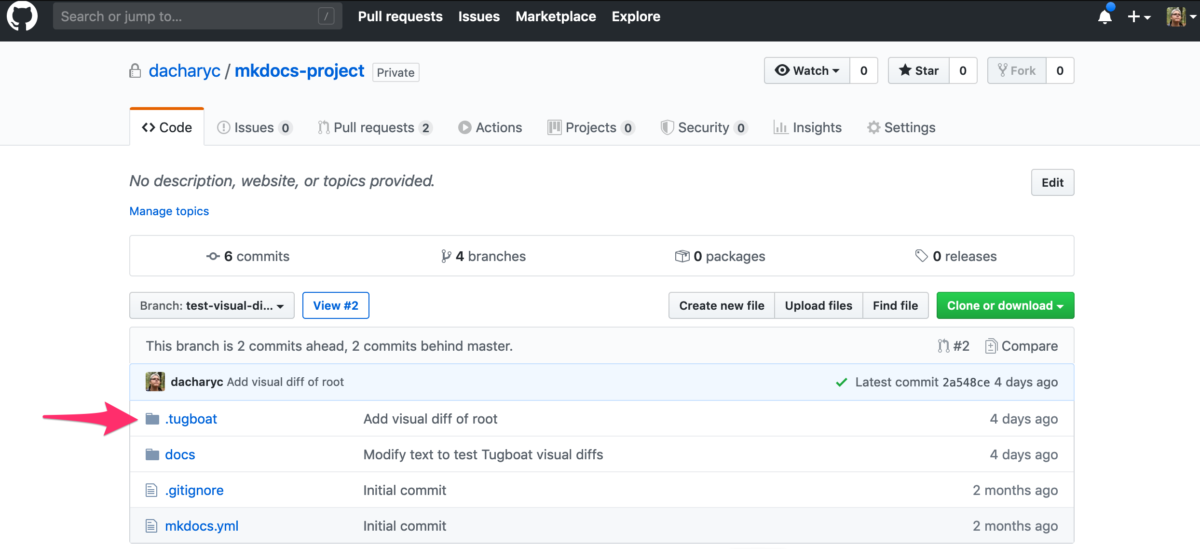 Search or jump to... / Pull requests Issues Marketplace Explore
dacharyc / mkdocs-project Private Watch 0 Star 0 Fork 0
Code Issues 0 Pull requests 2 Actions Projects 0 Security 0 Insights Settings
No description, website, or topics provided. Edit
Manage topics
6 commits 4 branches 0 packages 0 releases
Branch: test-visual-di... View #2 Create new file Upload files Find file Clone or download
This branch is 2 commits ahead, 2 commits behind master. #2 Compare
dacharyc Add visual diff of root Latest commit 2a548ce 4 days ago
.tugboat Add visual diff of root 4 days ago
docs Modify text to test Tugboat visual diffs 4 days ago
.gitignore Initial commit 2 months ago
mkdocs.yml Initial commit 2 months ago